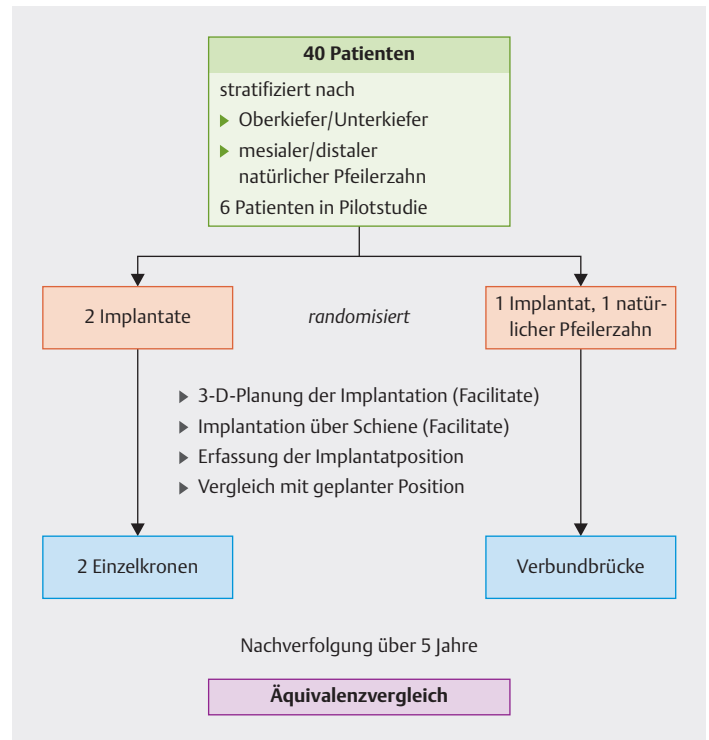 40 Patienten
stratifiziert nach
Oberkiefer/Unterkiefer
mesialer/distaler
natürlicher Pfeilerzahn
6 Patienten in Pilotstudie
2 Implantate
randomisiert
1 Implantat, 1 natür-
licher Pfeilerzahn
3-D-Planung der Implantation (Facilitate)
Implantation über Schiene (Facilitate)
Erfassung der Implantatposition
Vergleich mit geplanter Position
2 Einzelkronen
Verbundbrücke
Nachverfolgung über 5 Jahre
Äquivalenzvergleich